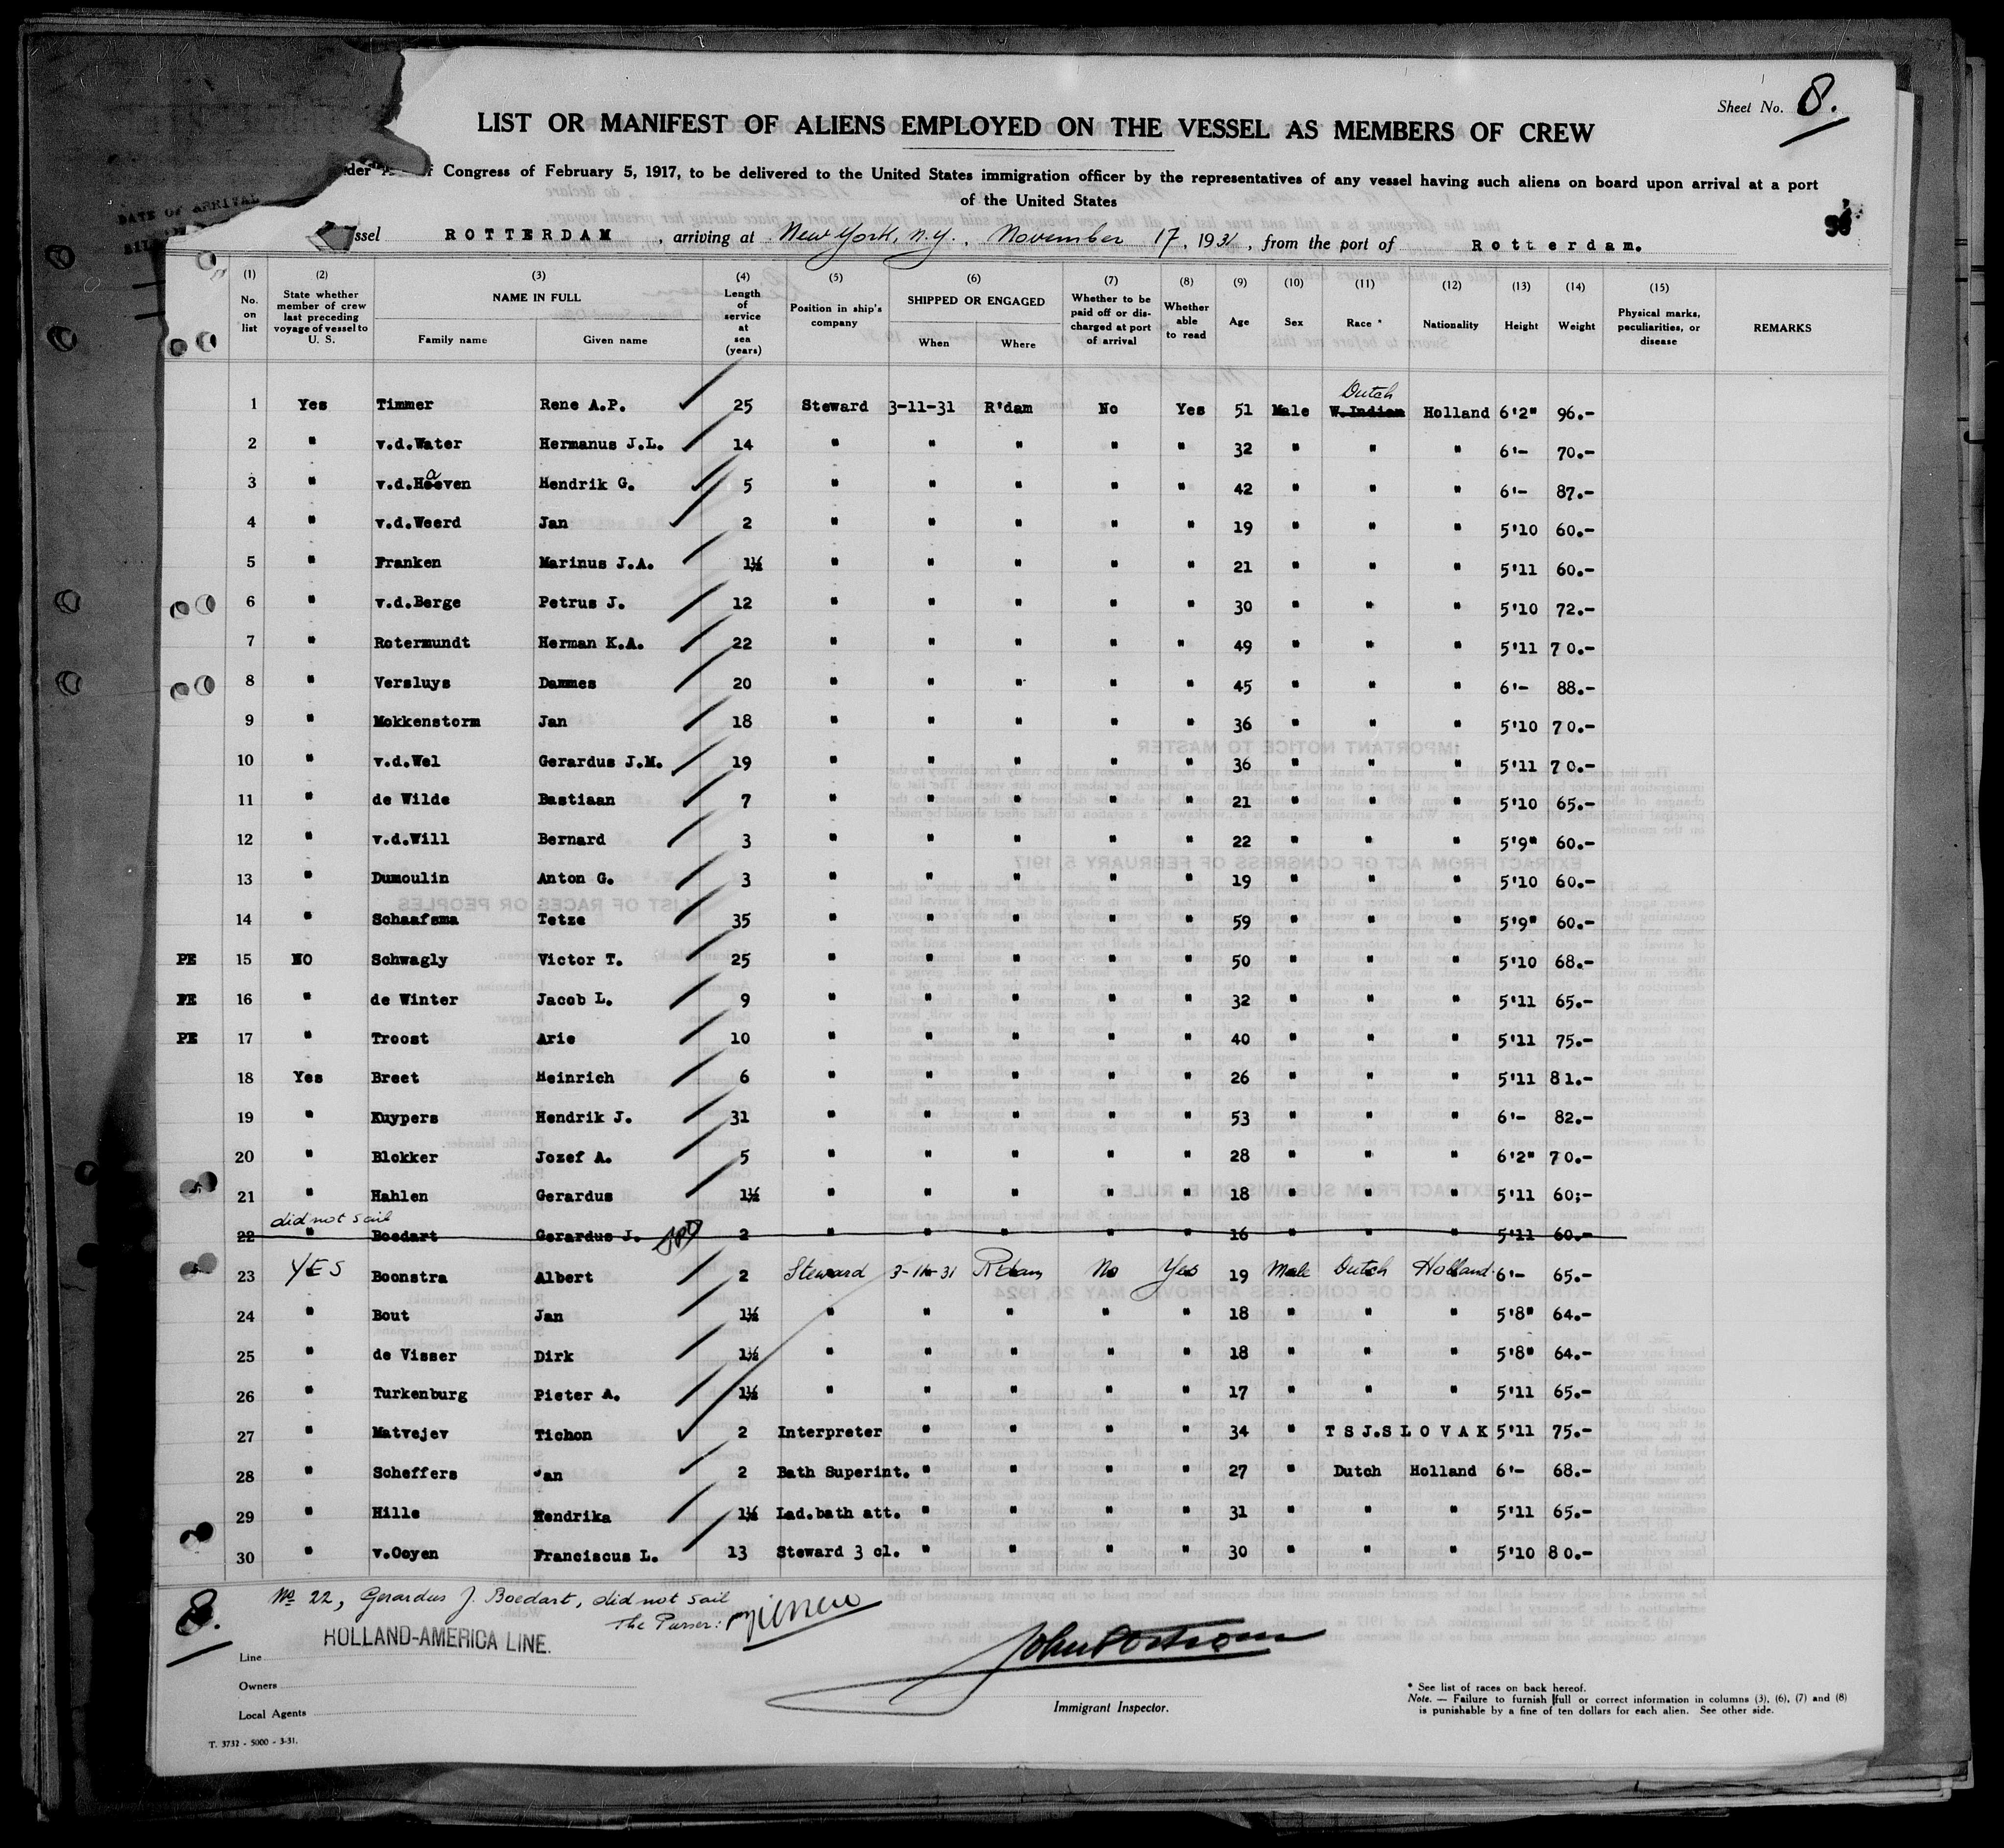 Sheet No. 8.
LIST OR MANIFEST OF ALIENS EMPLOYED ON THE VESSEL AS MEMBERS OF CREW
Congress of February 5, 1917, to be delivered to the United States immigration officer by the representatives of any vessel having such aliens on board upon arrival at a port
of the United States
DATE OF ARRIVAL
ssel ROTTERDAM, arriving at New York, N.Y., November 17, 1931, from the port of Rotterdam.
(1) (2) (3) (4) (5) (6) (7) (8) (9) (10) (11) (12) (13) (14) (15)
No. on list State whether member of crew last preceding voyage of vessel to U. S. NAME IN FULL Family name Given name Length of service at sea (years) Position in ship's company SHIPPED OR ENGAGED When Where Whether to be paid off or discharged at port of arrival Whether able to read Age Sex Race * Nationality Height Weight Physical marks, peculiarities, or disease REMARKS
Dutch
1 Yes Timmer Rene A.P. 25 Steward 3-11-31 R'dam No Yes 51 Male W.Indian Holland 6'2" 96.-
2 " v.d.Water Hermanus J.L. 14 " " " " " 32 " " " 6'- 70.-
3 " v.d.Hoeven Hendrik G. 5 " " " " " 42 " " " 6'- 87.-
4 " v.d.Weerd Jan 2 " " " " " 19 " " " 5'10 60.-
5 " Franken Marinus J.A. 1½ " " " " " 21 " " " 5'11 60.-
6 " v.d.Berge Petrus J. 12 " " " " " 30 " " " 5'10 72.-
7 " Rotermundt Herman K.A. 22 " " " " " 49 " " " 5'11 70.-
8 " Versluys Dammes 20 " " " " " 45 " " " 6'- 88.-
9 " Mokkenstorm Jan 18 " " " " " 36 " " " 5'10 70.-
10 " v.d.Wel Gerardus J.M. 19 " " " " " 36 " " " 5'11 70.-
11 " de Wilde Bastiaan 7 " " " " " 21 " " " 5'10 65.-
12 " v.d.Will Bernard 3 " " " " " 22 " " " 5'9" 60.-
13 " Dumoulin Anton G. 3 " " " " " 19 " " " 5'10 60.-
14 " Schaafsma Tetze 35 " " " " " 59 " " " 5'9" 60.-
PE 15 NO Schwagly Victor T. 25 " " " " " 50 " " " 5'10 68.-
PE 16 " de Winter Jacob L. 9 " " " " " 32 " " " 5'11 65.-
PE 17 " Troost Arie 10 " " " " " 40 " " " 5'11 75.-
18 Yes Breet Heinrich 6 " " " " " 26 " " " 5'11 81.-
19 " Kuypers Hendrik J. 31 " " " " " 53 " " " 6'- 82.-
20 " Blokker Jozef A. 5 " " " " " 28 " " " 6'2" 70.-
21 " Hahlen Gerardus 1½ " " " " " 18 " " " 5'11 60;-
did not sail
22 " Boedart Gerardus J. 2 " " " " " 16 " " " 5'11 60.-
23 YES Boonstra Albert 2 Steward 3-11-31 R'dam No Yes 19 Male Dutch Holland 6'- 65.-
24 " Bout Jan 1½ " " " " " 18 " " " 5'8" 64.-
25 " de Visser Dirk 1½ " " " " " 18 " " " 5'8" 64.-
26 " Turkenburg Pieter A. 1½ " " " " " 17 " " " 5'11 65.-
27 " Matvejev Tichon 2 Interpreter " " " " 34 " TSJ.SLOVAK 5'11 75.-
28 " Scheffers Jan 2 Bath Superint. " " " " 27 " Dutch Holland 6'- 68.-
29 " Hille Hendrika 1½ Lad.bath att. " " " " 31 " " " 5'11 65.-
30 " v.Ooyen Franciscus L. 13 Steward 3 cl. " " " " 30 " " " 5'10 80.-
8. No 22, Gerardus J. Boedart, did not sail
The Purser:
HOLLAND-AMERICA LINE.
Line
Owners
Local Agents
Immigrant Inspector.
* See list of races on back hereof.
Note. — Failure to furnish full or correct information in columns (3), (6), (7) and (8)
is punishable by a fine of ten dollars for each alien. See other side.
T. 3732 - 5000 - 3-31.